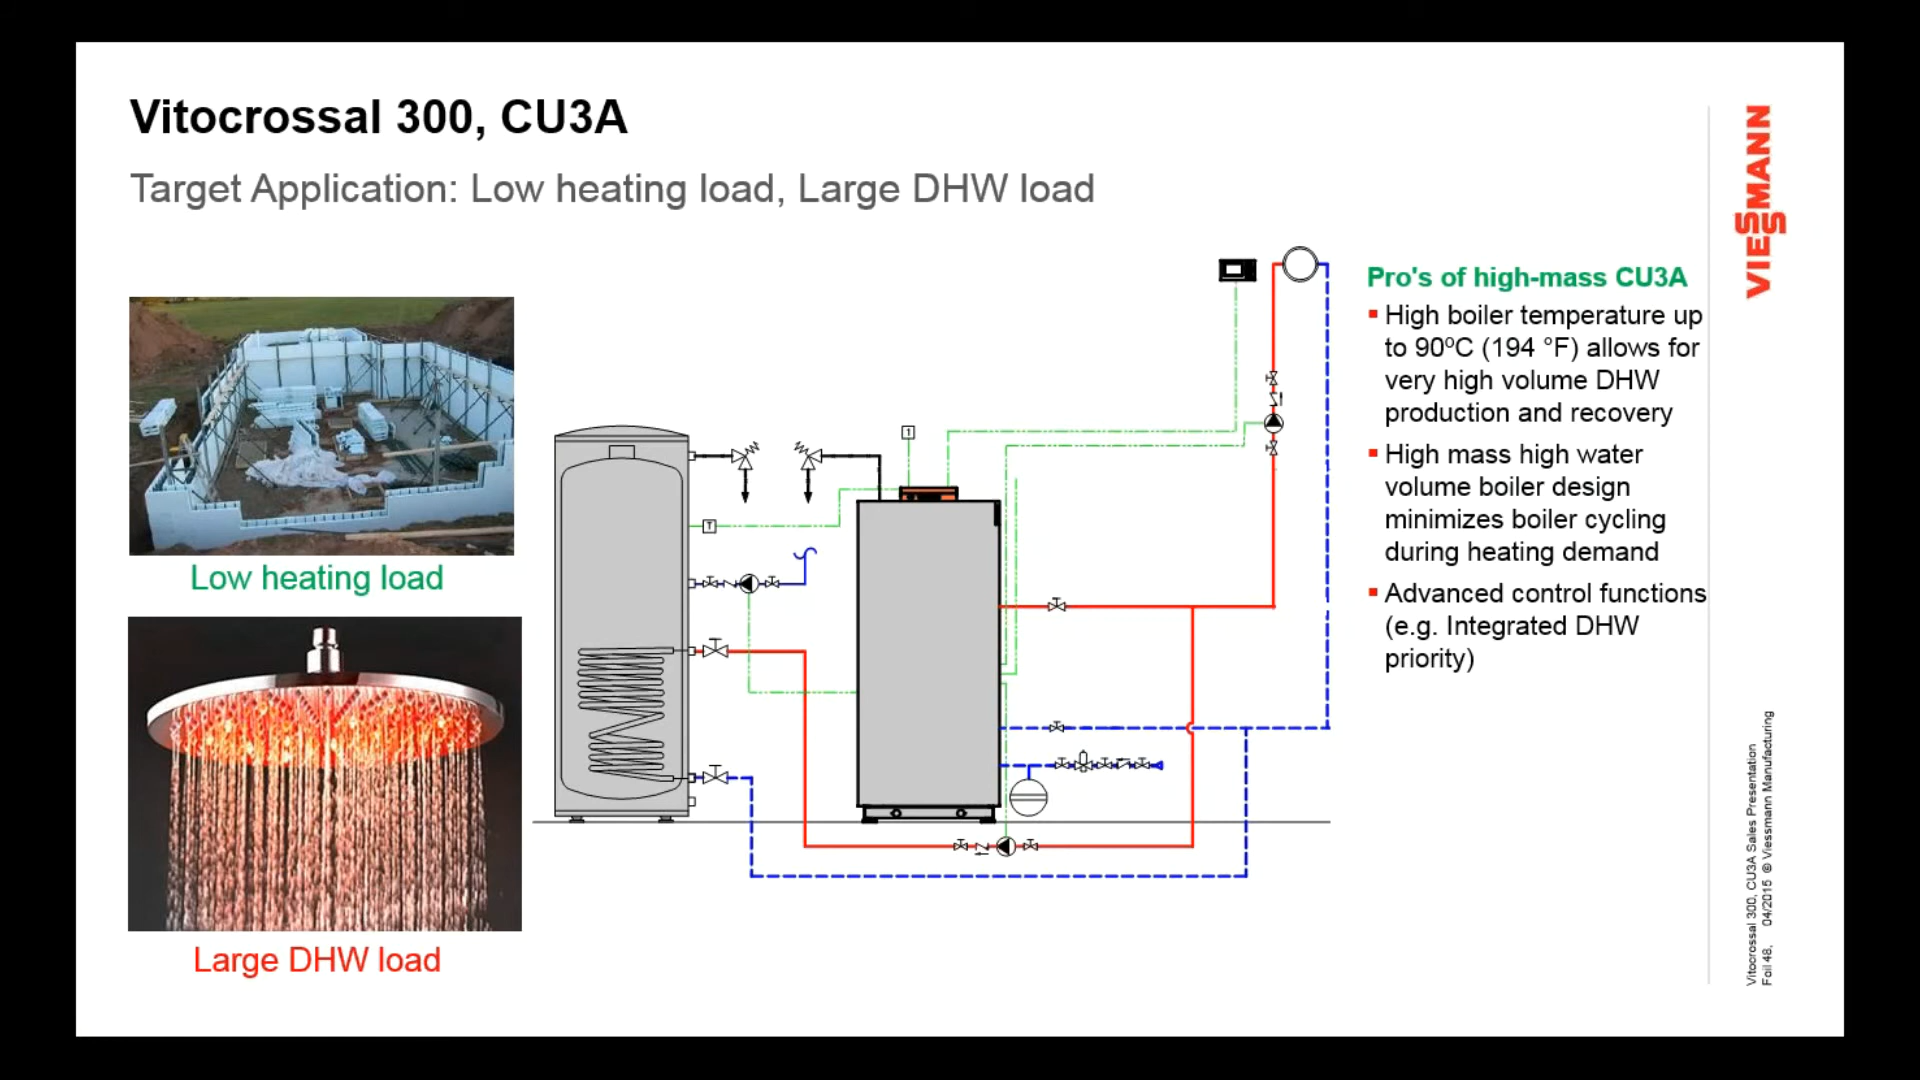 Vitocrossal 300, CU3A
Target Application: Low heating load, Large DHW load
VIESSMANN
Low heating load
Large DHW load
1
T
Pro's of high-mass CU3A
High boiler temperature up
to 90ºC (194 °F) allows for
very high volume DHW
production and recovery
High mass high water
volume boiler design
minimizes boiler cycling
during heating demand
Advanced control functions
(e.g. Integrated DHW
priority)
Vitocrossal 300, CU3A Sales Presentation
Foil 48, 04/2015 © Viessmann Manufacturing